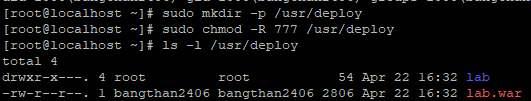 [root@localhost ~]# sudo mkdir -p /usr/deploy
[root@localhost ~]# sudo chmod -R 777 /usr/deploy
[root@localhost ~]# ls -l /usr/deploy
total 4
drwxr-x---. 4 root root 54 Apr 22 16:32 lab
-rw-r--r--. 1 bangthan2406 bangthan2406 2806 Apr 22 16:32 lab.war